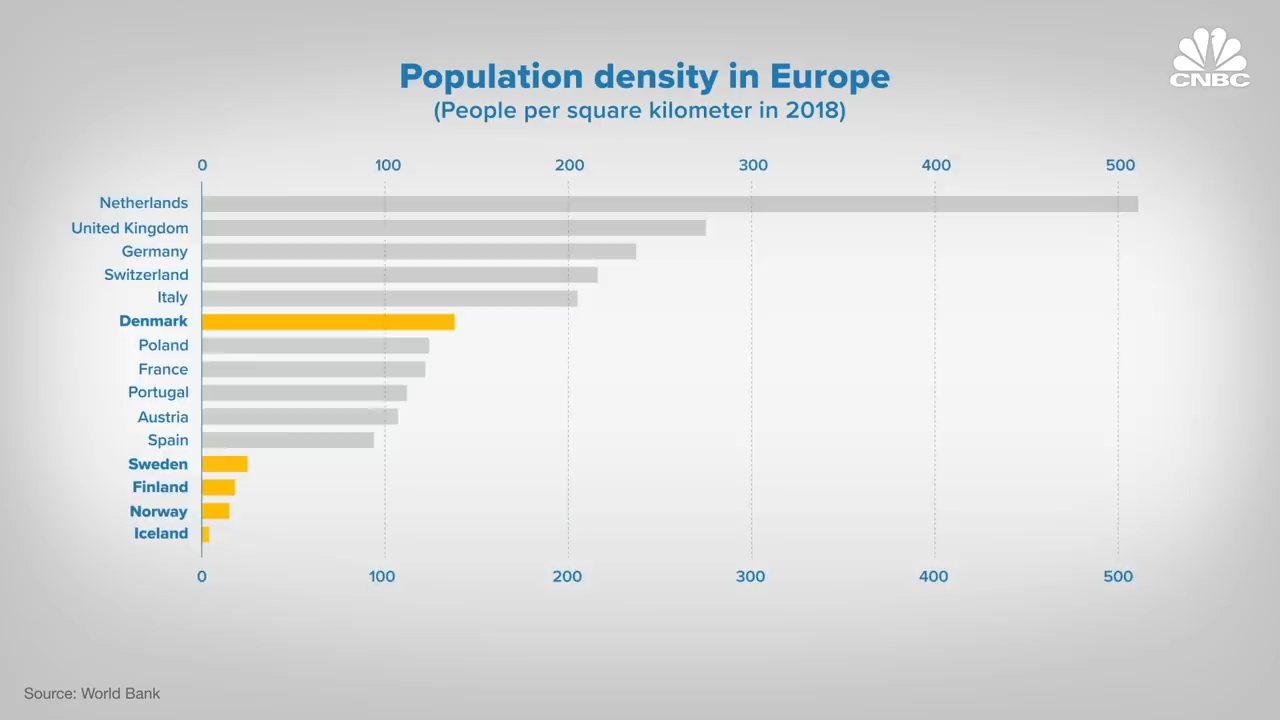 CNBC
Population density in Europe
(People per square kilometer in 2018)
0 100 200 300 400 500
Netherlands
United Kingdom
Germany
Switzerland
Italy
Denmark
Poland
France
Portugal
Austria
Spain
Sweden
Finland
Norway
Iceland
0 100 200 300 400 500
Source: World Bank